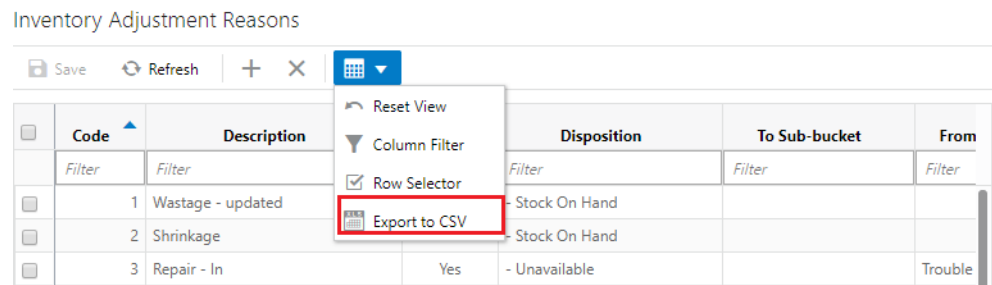 Inventory Adjustment Reasons
Save Refresh
Reset View
Column Filter
Row Selector
XLS Export to CSV
Code Description Disposition To Sub-bucket From
Filter Filter Filter Filter Filter
1 Wastage - updated - Stock On Hand
2 Shrinkage - Stock On Hand
3 Repair - In Yes - Unavailable Trouble